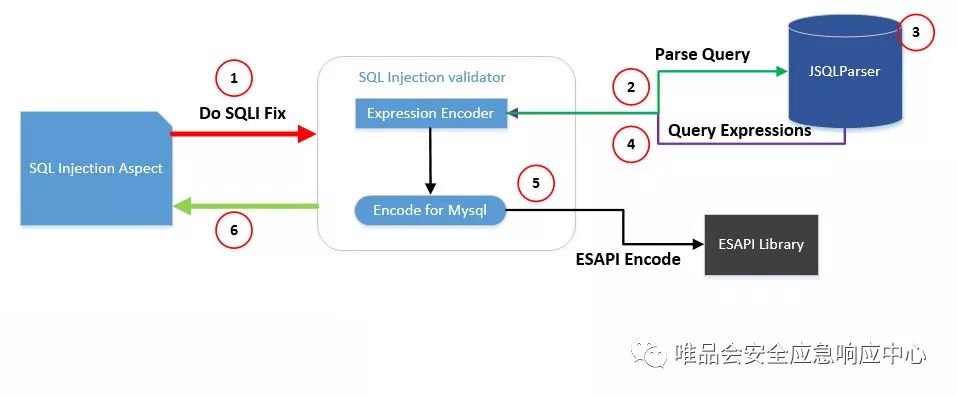 1
Do SQLI Fix
SQL Injection Aspect
6
SQL Injection validator
Expression Encoder
Encode for Mysql
2
Parse Query
3
JSQLParser
4
Query Expressions
5
ESAPI Encode
ESAPI Library
唯品会安全应急响应中心